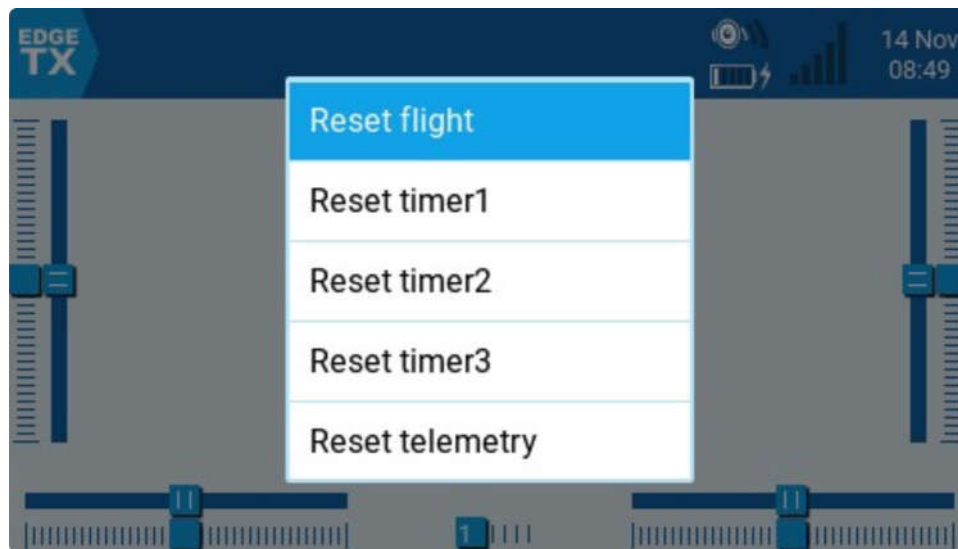 EDGE
TX
14 Nov
08:49
Reset flight
Reset timer1
Reset timer2
Reset timer3
Reset telemetry
1